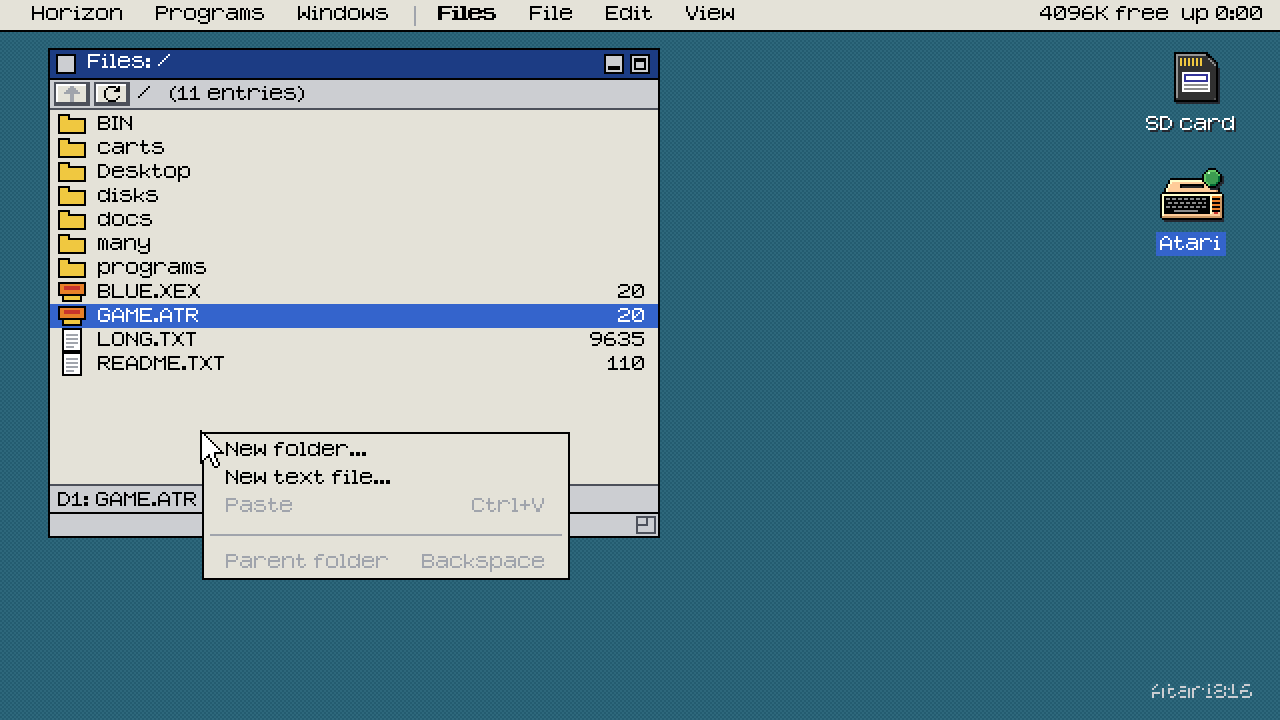 Horizon Programs Windows | Files File Edit View 4096K free up 0:00
Files: /
/ (11 entries)
BIN
carts
Desktop
disks
docs
many
programs
BLUE.XEX 20
GAME.ATR 20
LONG.TXT 9635
README.TXT 110
New folder...
New text file...
Paste Ctrl+V
Parent folder Backspace
D1: GAME.ATR
SD card
Atari
Atari816